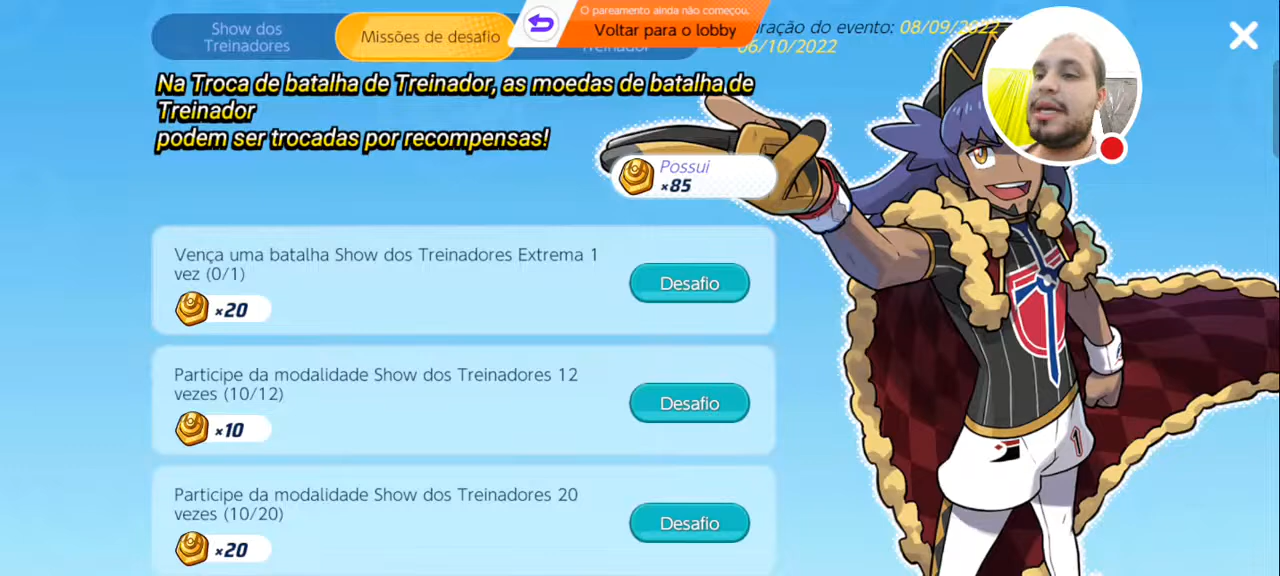 Show dos
Treinadores
Missões de desafio
Treinador
O pareamento ainda não começou.
Voltar para o lobby
ração do evento: 08/09/2022
06/10/2022
Na Troca de batalha de Treinador, as moedas de batalha de
Treinador
podem ser trocadas por recompensas!
Possui
×85
Vença uma batalha Show dos Treinadores Extrema 1
vez (0/1)
×20
Desafio
Participe da modalidade Show dos Treinadores 12
vezes (10/12)
×10
Desafio
Participe da modalidade Show dos Treinadores 20
vezes (10/20)
×20
Desafio
1